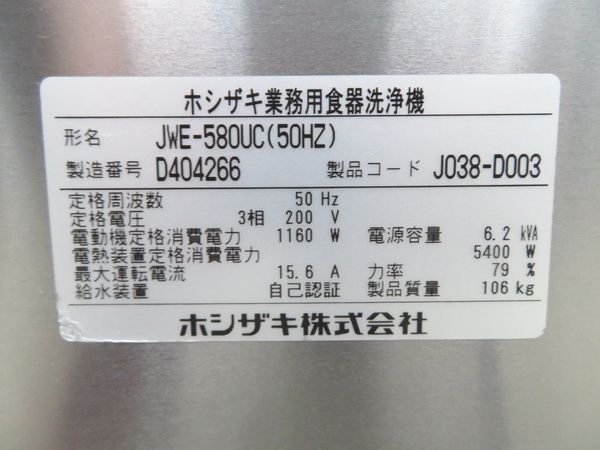 ホシザキ業務用食器洗浄機
形名 JWE-580UC(50HZ)
製造番号 D404266 製品コード J038-D003
定格周波数 50 Hz
定格電圧 3相 200 V
電動機定格消費電力 1160 W 電源容量 6.2 kVA
電熱装置定格消費電力 5400 W
最大運転電流 15.6 A 力率 79 %
給水装置 自己認証 製品質量 106 kg
ホシザキ株式会社